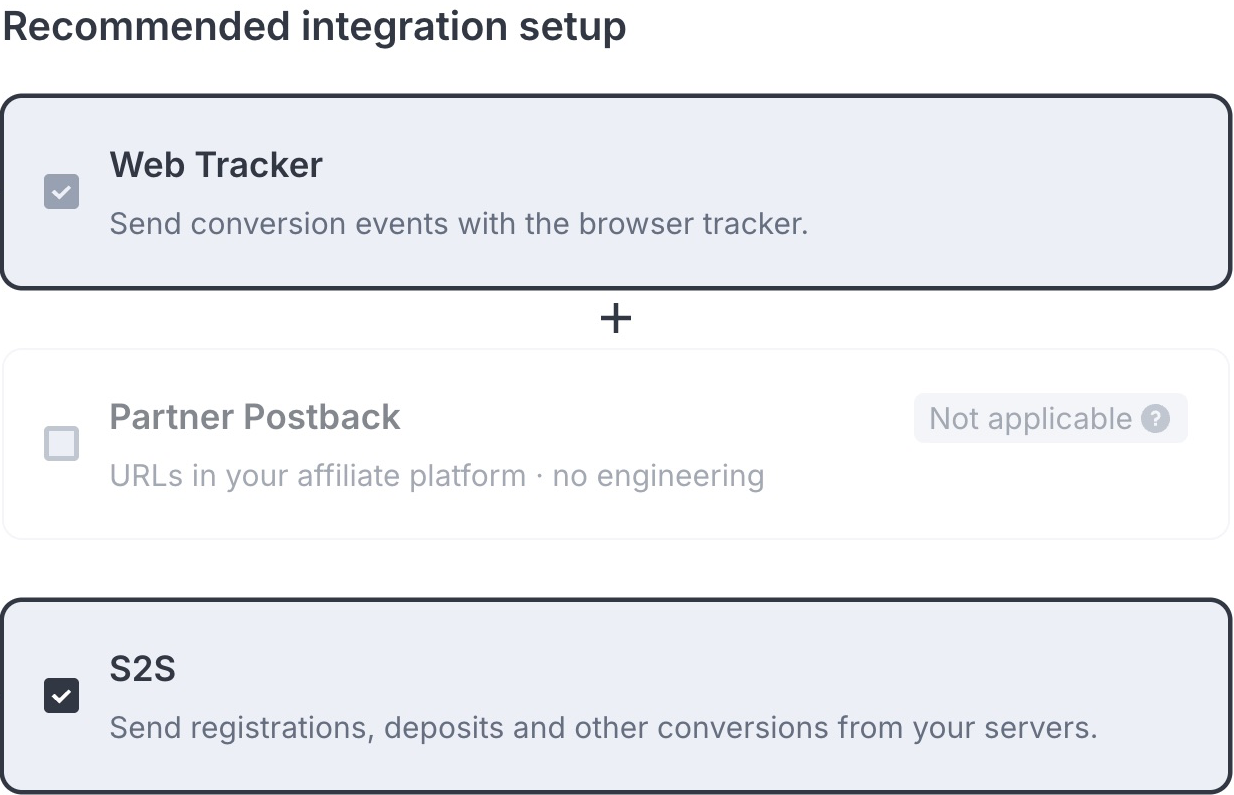 Recommended integration setup
Web Tracker
Send conversion events with the browser tracker.
+
Partner Postback
Not applicable ?
URLs in your affiliate platform · no engineering
S2S
Send registrations, deposits and other conversions from your servers.